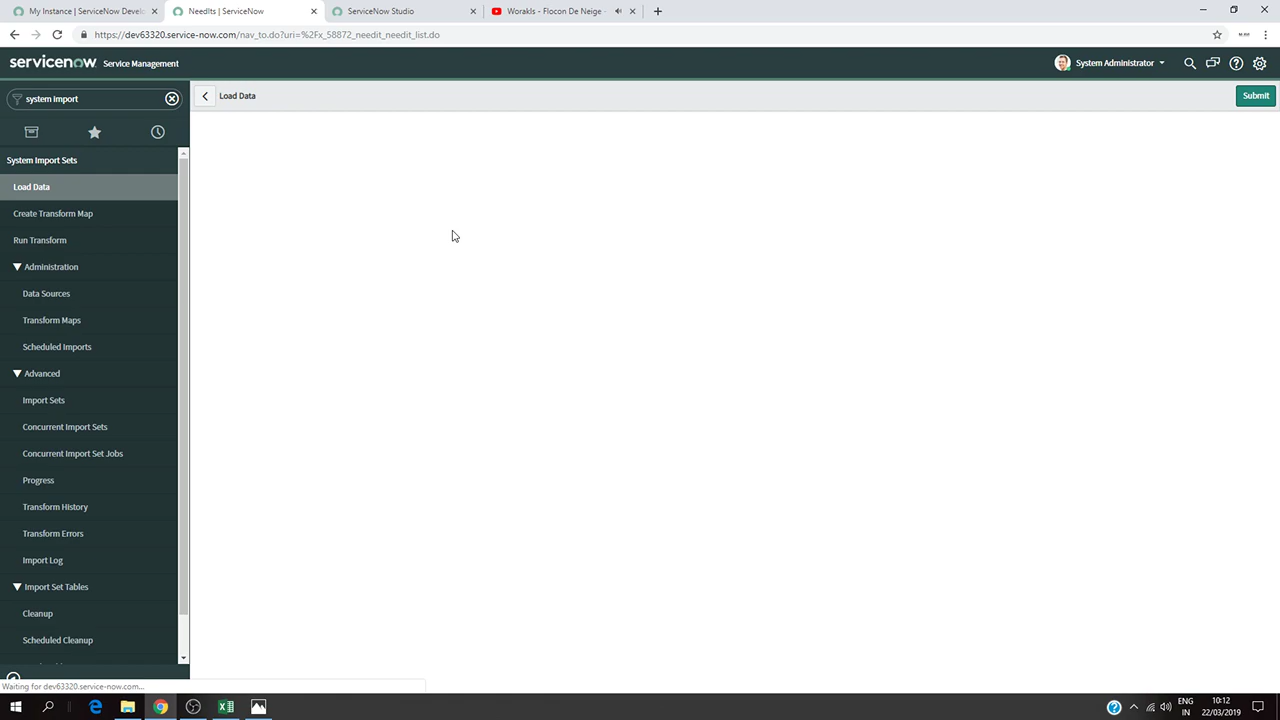 My Instance | ServiceNow Devel
NeedIts | ServiceNow
ServiceNow Studio
Worakls - Flocon De Neige -
https://dev63320.service-now.com/nav_to.do?uri=%2Fx_58872_needit_needit_list.do
servicenow Service Management
System Administrator
system import
Load Data
Submit
System Import Sets
Load Data
Create Transform Map
Run Transform
Administration
Data Sources
Transform Maps
Scheduled Imports
Advanced
Import Sets
Concurrent Import Sets
Concurrent Import Set Jobs
Progress
Transform History
Transform Errors
Import Log
Import Set Tables
Cleanup
Scheduled Cleanup
Waiting for dev63320.service-now.com...
ENG
IN
10:12
22/03/2019